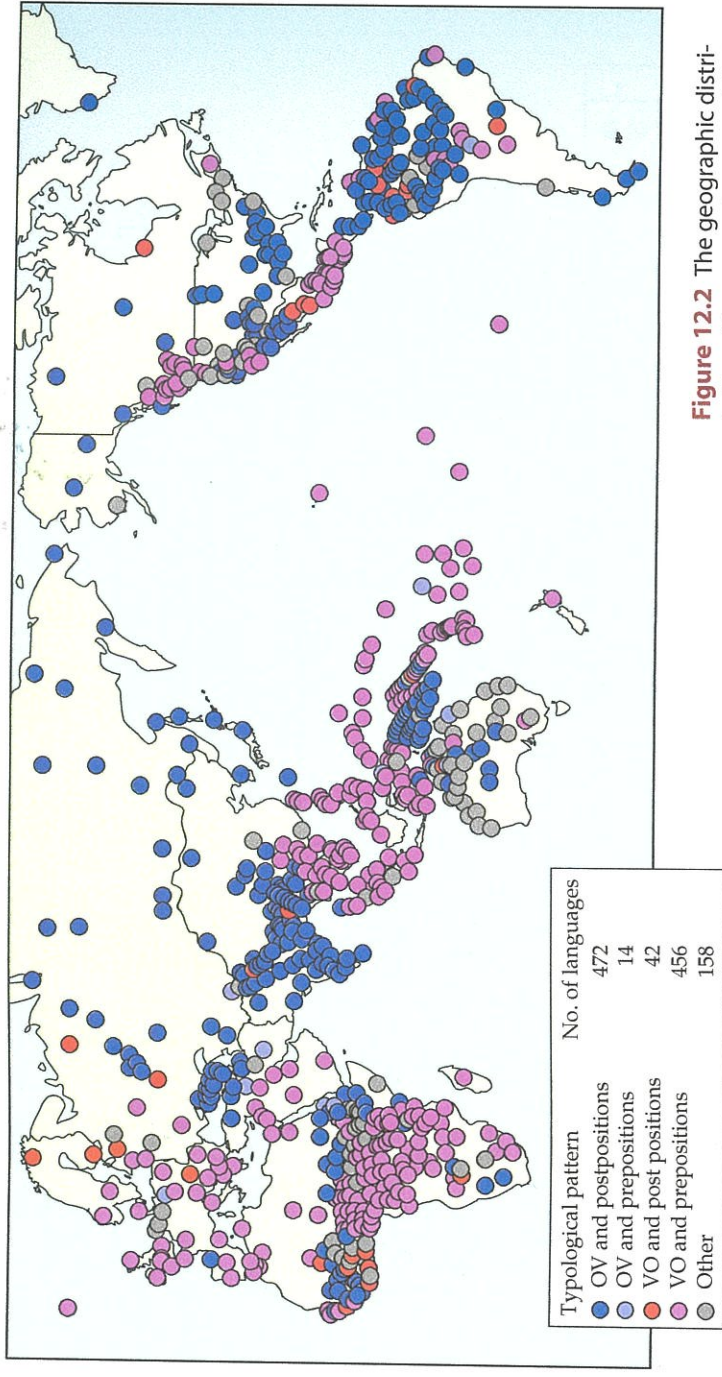 Typological pattern No. of languages
OV and postpositions 472
OV and prepositions 14
VO and post positions 42
VO and prepositions 456
Other 158
Figure 12.2 The geographic distri-